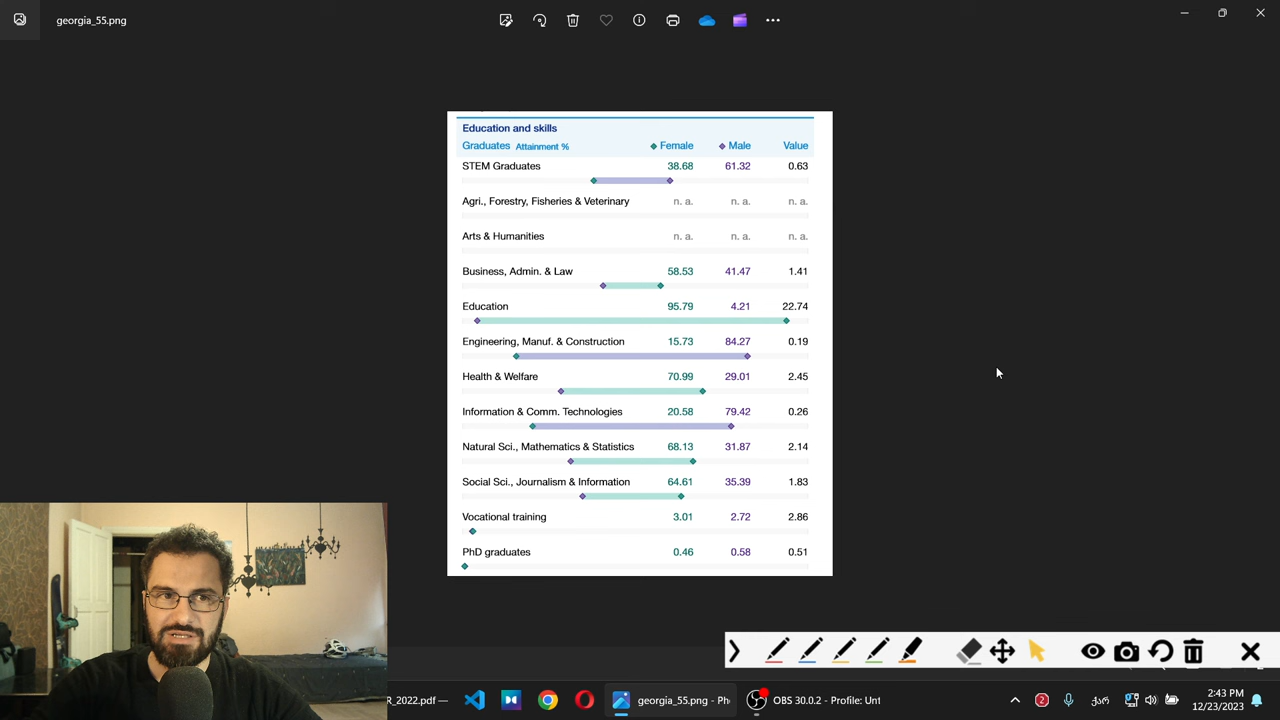 georgia_55.png
Education and skills
Graduates Attainment % Female Male Value
STEM Graduates 38.68 61.32 0.63
Agri., Forestry, Fisheries & Veterinary n. a. n. a. n. a.
Arts & Humanities n. a. n. a. n. a.
Business, Admin. & Law 58.53 41.47 1.41
Education 95.79 4.21 22.74
Engineering, Manuf. & Construction 15.73 84.27 0.19
Health & Welfare 70.99 29.01 2.45
Information & Comm. Technologies 20.58 79.42 0.26
Natural Sci., Mathematics & Statistics 68.13 31.87 2.14
Social Sci., Journalism & Information 64.61 35.39 1.83
Vocational training 3.01 2.72 2.86
PhD graduates 0.46 0.58 0.51
R_2022.pdf — georgia_55.png - Ph OBS 30.0.2 - Profile: Unt 2 ქარ 2:43 PM
12/23/2023